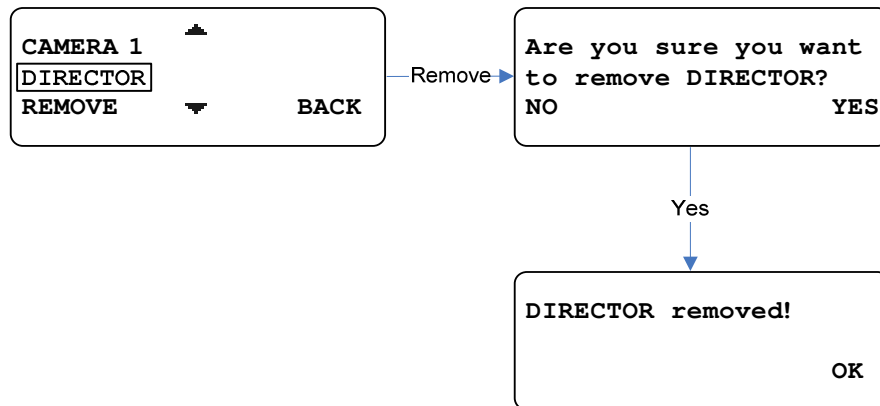 CAMERA 1
DIRECTOR
REMOVE BACK
Remove
Are you sure you want
to remove DIRECTOR?
NO YES
Yes
DIRECTOR removed!
OK